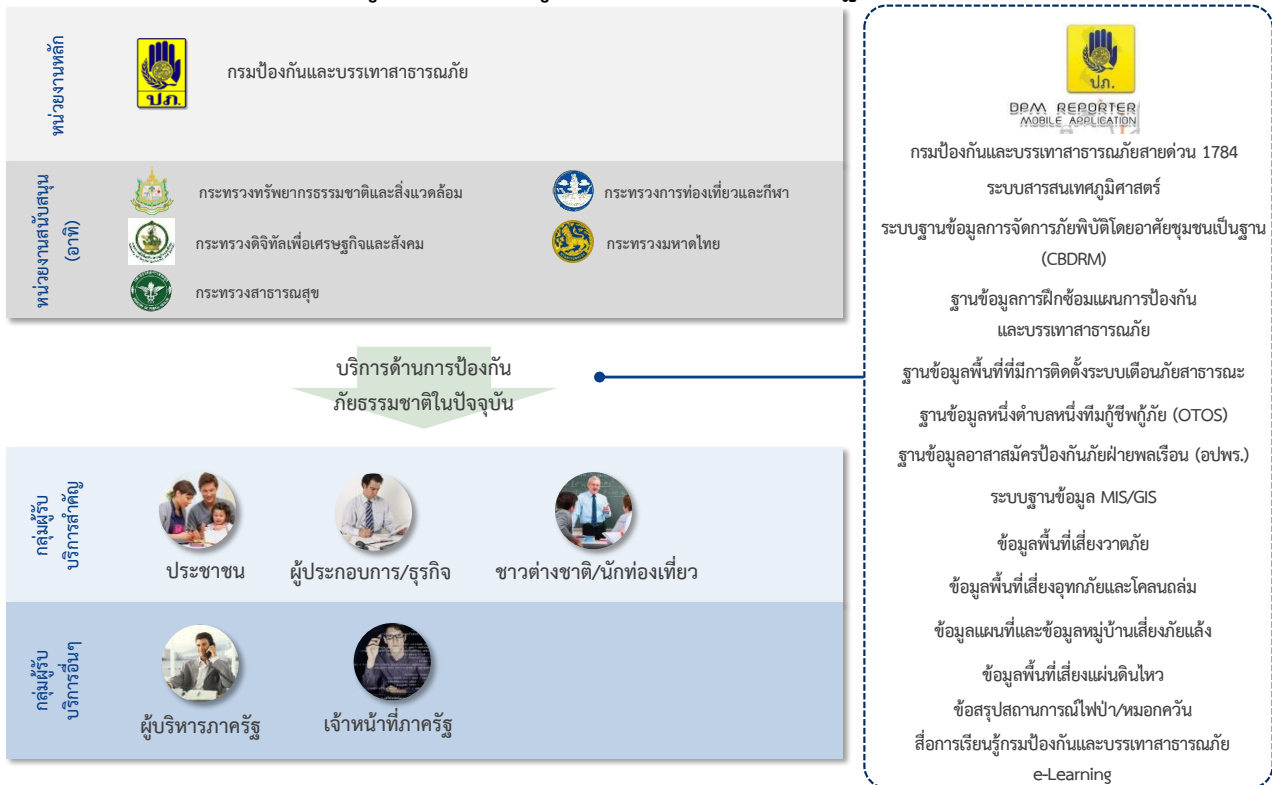 หน่วยงานหลัก
ปภ.
กรมป้องกันและบรรเทาสาธารณภัย
หน่วยงานสนับสนุน
(อาทิ)
กระทรวงทรัพยากรธรรมชาติและสิ่งแวดล้อม
กระทรวงการท่องเที่ยวและกีฬา
กระทรวงดิจิทัลเพื่อเศรษฐกิจและสังคม
กระทรวงมหาดไทย
กระทรวงสาธารณสุข
บริการด้านการป้องกัน
ภัยธรรมชาติในปัจจุบัน
กลุ่มผู้รับ
บริการสำคัญ
ประชาชน
ผู้ประกอบการ/ธุรกิจ
ชาวต่างชาติ/นักท่องเที่ยว
กลุ่มผู้รับ
บริการอื่นๆ
ผู้บริหารภาครัฐ
เจ้าหน้าที่ภาครัฐ
ปภ.
DPM REPORTER
MOBILE APPLICATION
กรมป้องกันและบรรเทาสาธารณภัยสายด่วน 1784
ระบบสารสนเทศภูมิศาสตร์
ระบบฐานข้อมูลการจัดการภัยพิบัติโดยอาศัยชุมชนเป็นฐาน
(CBDRM)
ฐานข้อมูลการฝึกซ้อมแผนการป้องกัน
และบรรเทาสาธารณภัย
ฐานข้อมูลพื้นที่ที่มีการติดตั้งระบบเตือนภัยสาธารณะ
ฐานข้อมูลหนึ่งตำบลหนึ่งทีมกู้ชีพกู้ภัย (OTOS)
ฐานข้อมูลอาสาสมัครป้องกันภัยฝ่ายพลเรือน (อปพร.)
ระบบฐานข้อมูล MIS/GIS
ข้อมูลพื้นที่เสี่ยงวาตภัย
ข้อมูลพื้นที่เสี่ยงอุทกภัยและโคลนถล่ม
ข้อมูลแผนที่และข้อมูลหมู่บ้านเสี่ยงภัยแล้ง
ข้อมูลพื้นที่เสี่ยงแผ่นดินไหว
ข้อสรุปสถานการณ์ไฟป่า/หมอกควัน
สื่อการเรียนรู้กรมป้องกันและบรรเทาสาธารณภัย
e-Learning